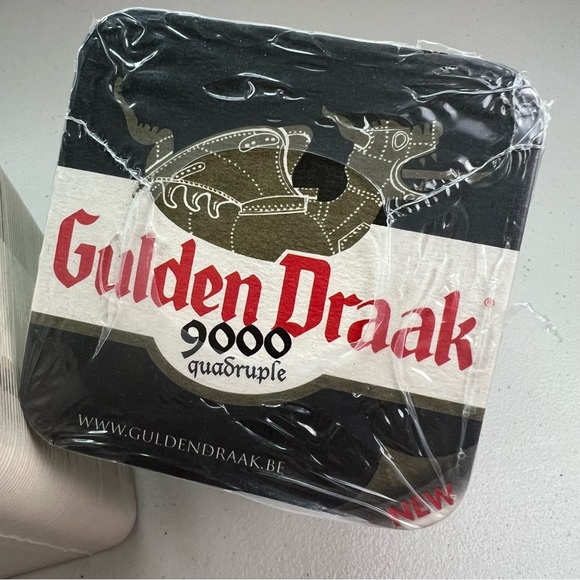 Gulden Draak®
9000
quadruple
WWW.GULDENDRAAK.BE
NEW